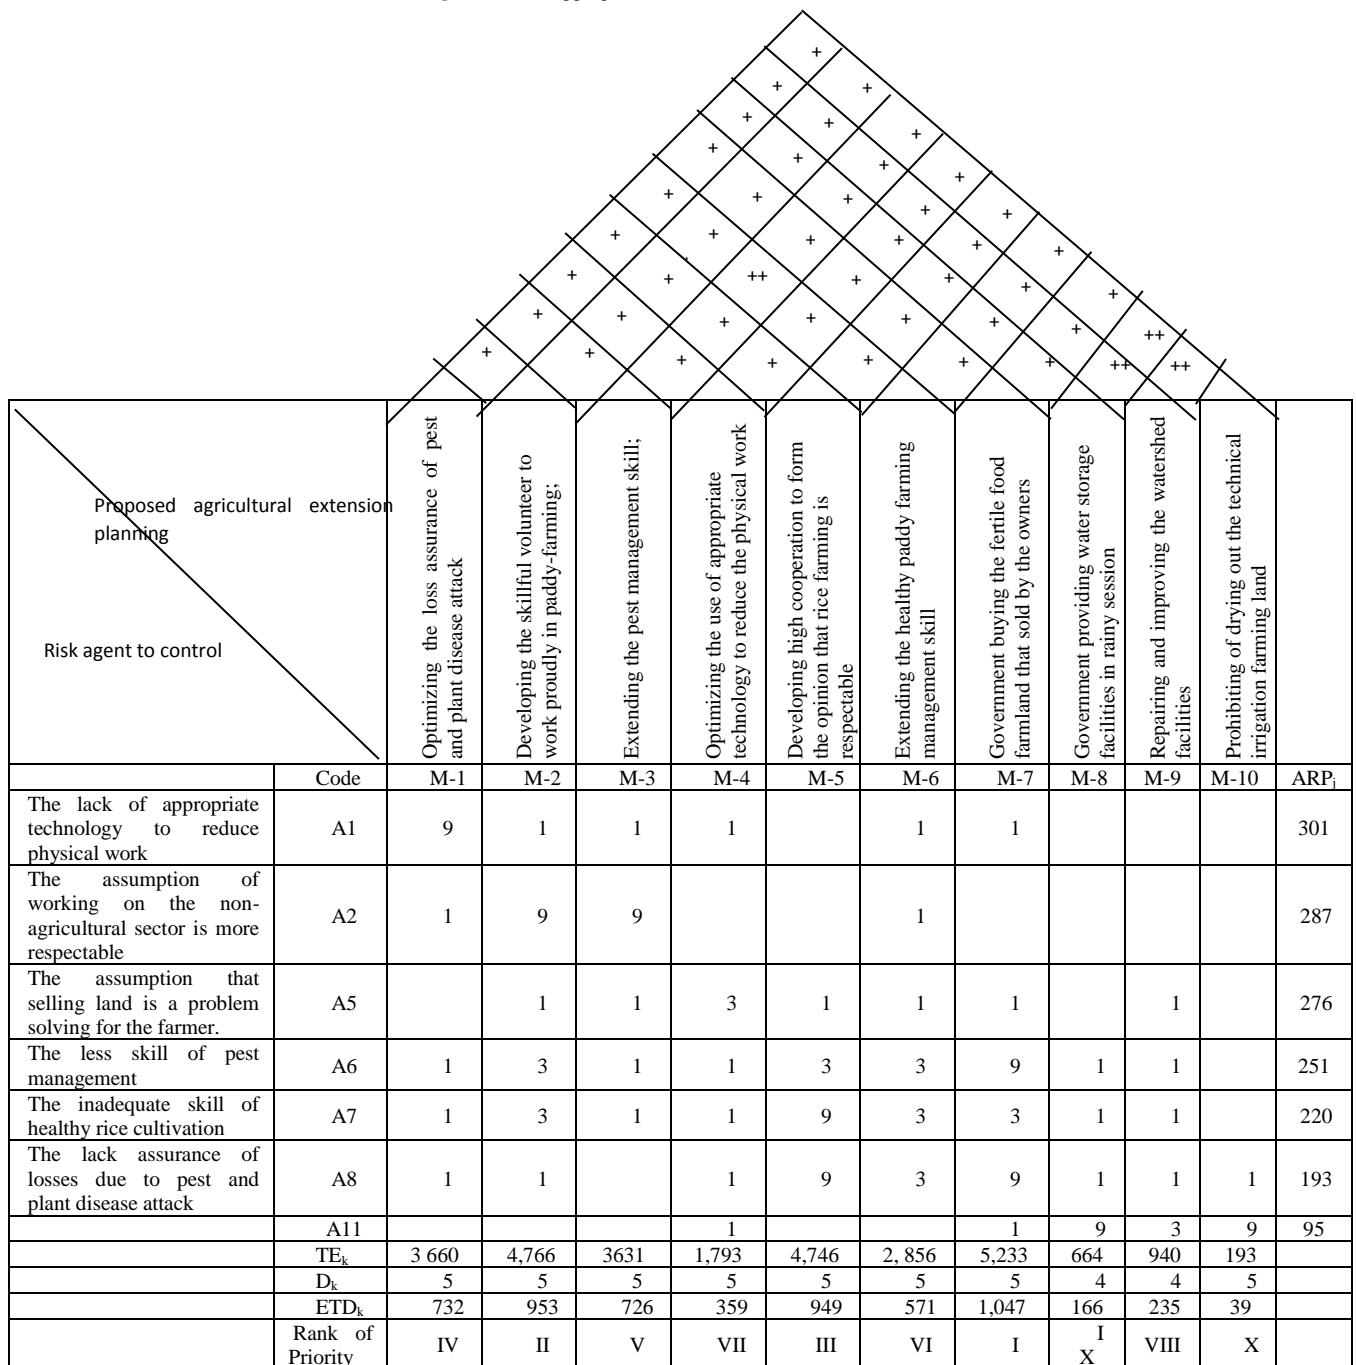 +
+ +
+ + +
+ + + +
+ + + + +
+ + + + + +
+ + ++ + + + +
+ + + + + + + ++
+ + + + + + + ++ ++
Proposed agricultural extension
planning
Risk agent to control
Optimizing the loss assurance of pest
and plant disease attack
Developing the skillful volunteer to
work proudly in paddy-farming;
Extending the pest management skill;
Optimizing the use of appropriate
technology to reduce the physical work
Developing high cooperation to form
the opinion that rice farming is
respectable
Extending the healthy paddy farming
management skill
Government buying the fertile food
farmland that sold by the owners
Government providing water storage
facilities in rainy session
Repairing and improving the watershed
facilities
Prohibiting of drying out the technical
irrigation farming land
Code M-1 M-2 M-3 M-4 M-5 M-6 M-7 M-8 M-9 M-10 ARPj
The lack of appropriate
technology to reduce
physical work
A1 9 1 1 1 1 1 301
The assumption of
working on the non-
agricultural sector is more
respectable
A2 1 9 9 1 287
The assumption that
selling land is a problem
solving for the farmer.
A5 1 1 3 1 1 1 1 276
The less skill of pest
management
A6 1 3 1 1 3 3 9 1 1 251
The inadequate skill of
healthy rice cultivation
A7 1 3 1 1 9 3 3 1 1 220
The lack assurance of
losses due to pest and
plant disease attack
A8 1 1 1 9 3 9 1 1 1 193
A11 1 1 9 3 9 95
TEk 3 660 4,766 3631 1,793 4,746 2, 856 5,233 664 940 193
Dk 5 5 5 5 5 5 5 4 4 5
ETDk 732 953 726 359 949 571 1,047 166 235 39
Rank of
Priority
IV II V VII III VI I I
X
VIII X